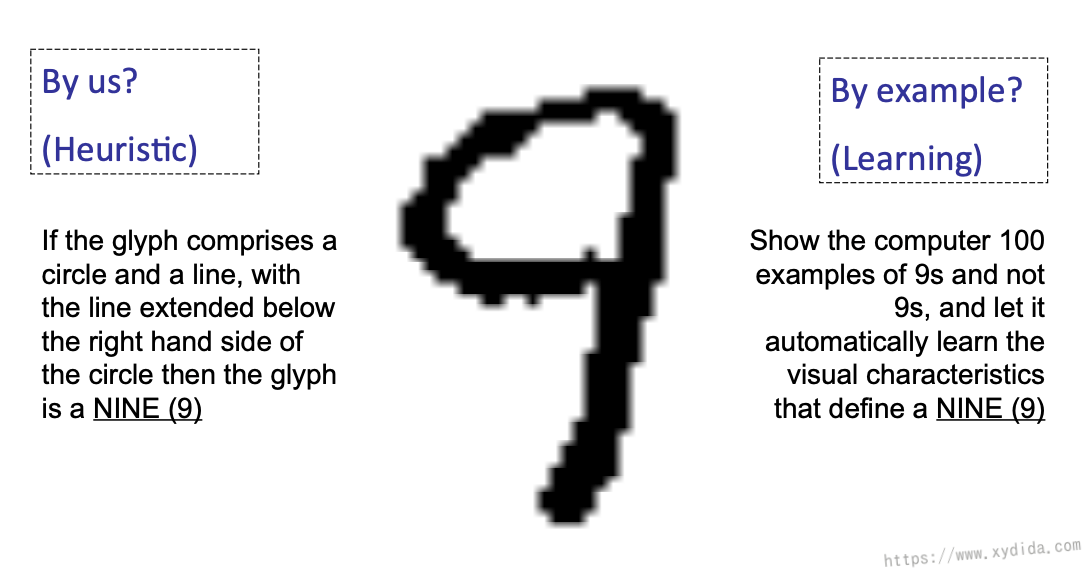 By us?
(Heuristic)
If the glyph comprises a
circle and a line, with
the line extended below
the right hand side of
the circle then the glyph
is a NINE (9)
9
By example?
(Learning)
Show the computer 100
examples of 9s and not
9s, and let it
automatically learn the
visual characteristics
that define a NINE (9)
https://www.xydida.com